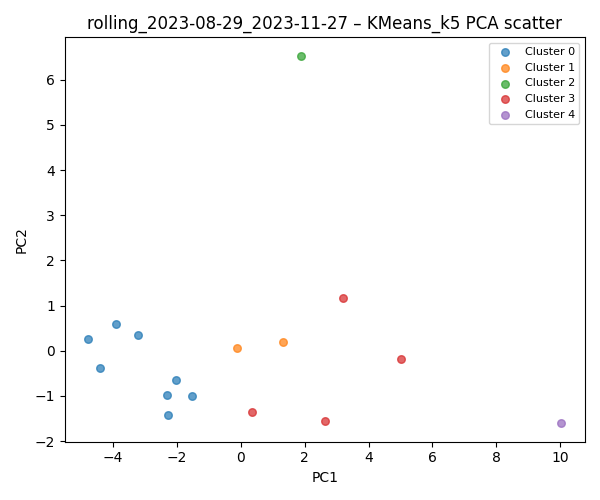 rolling_2023-08-29_2023-11-27 – KMeans_k5 PCA scatter
Cluster 0
Cluster 1
Cluster 2
Cluster 3
Cluster 4
PC2
6
5
4
3
2
1
0
−1
−2
−4
−2
0
2
4
6
8
10
PC1